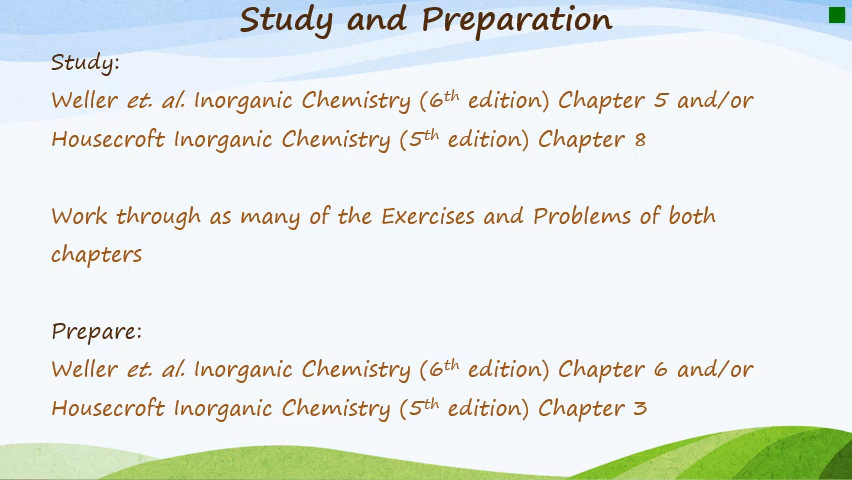 Study and Preparation
Study:
Weller et. al. Inorganic Chemistry (6th edition) Chapter 5 and/or
Housecroft Inorganic Chemistry (5th edition) Chapter 8
Work through as many of the Exercises and Problems of both
chapters
Prepare:
Weller et. al. Inorganic Chemistry (6th edition) Chapter 6 and/or
Housecroft Inorganic Chemistry (5th edition) Chapter 3